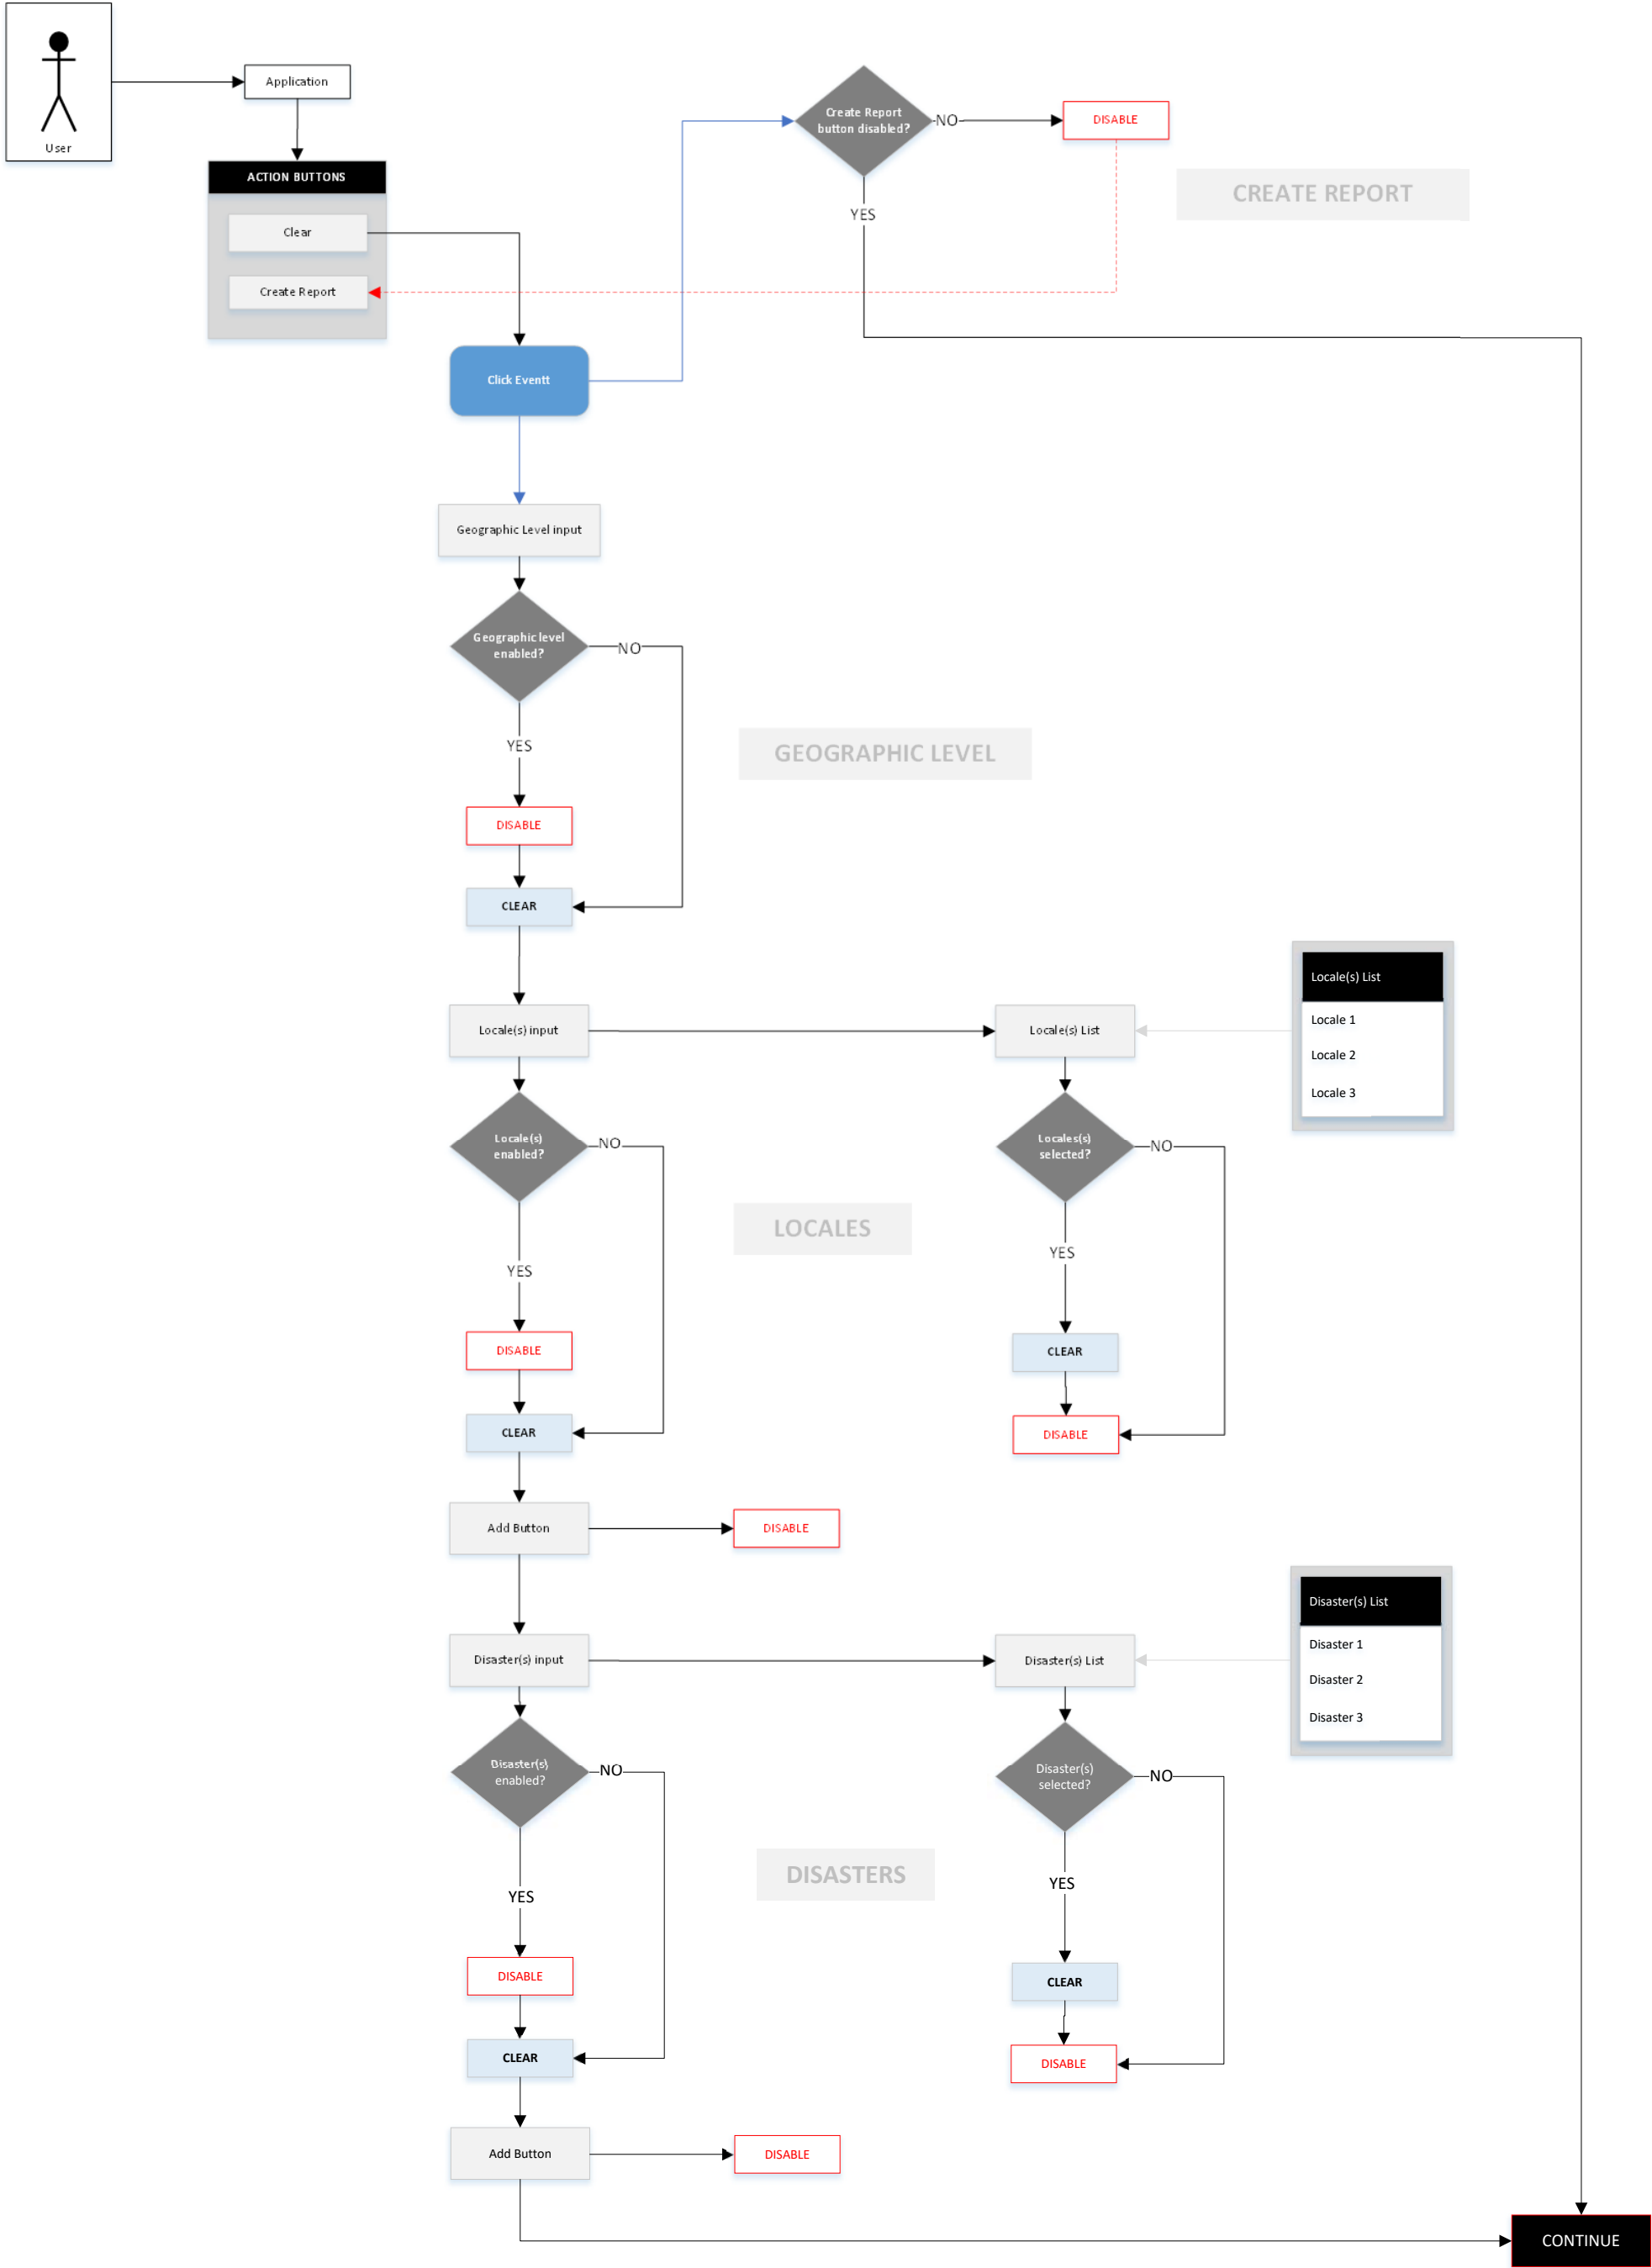 User
Application
ACTION BUTTONS
Clear
Create Report
Create Report
button disabled?
NO
DISABLE
YES
CREATE REPORT
Click Eventt
Geographic Level input
Geographic level
enabled?
NO
YES
GEOGRAPHIC LEVEL
DISABLE
CLEAR
Locale(s) input
Locale(s) List
Locale(s) List
Locale 1
Locale 2
Locale 3
Locale(s)
enabled?
NO
Locales(s)
selected?
NO
LOCALES
YES
YES
DISABLE
CLEAR
CLEAR
DISABLE
Add Button
DISABLE
Disaster(s) input
Disaster(s) List
Disaster(s) List
Disaster 1
Disaster 2
Disaster 3
Disaster(s)
enabled?
NO
Disaster(s)
selected?
NO
DISASTERS
YES
YES
DISABLE
CLEAR
CLEAR
DISABLE
Add Button
DISABLE
CONTINUE